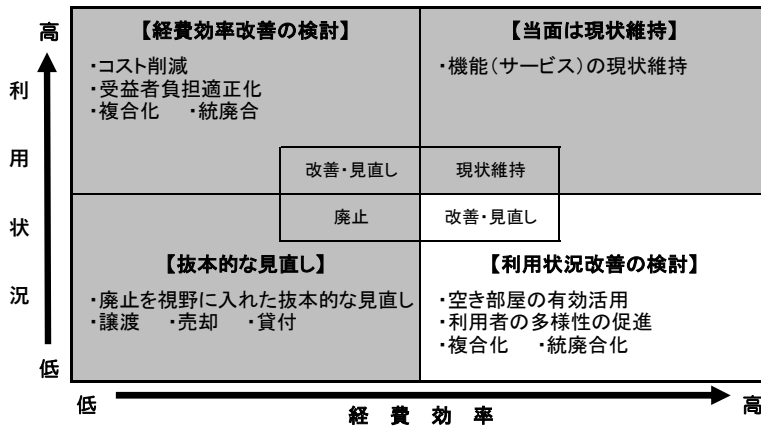 高
利
用
状
況
低
【経費効率改善の検討】
・コスト削減
・受益者負担適正化
・複合化　・統廃合
【当面は現状維持】
・機能（サービス）の現状維持
改善・見直し
現状維持
廃止
改善・見直し
【抜本的な見直し】
・廃止を視野に入れた抜本的な見直し
・譲渡　・売却　・貸付
【利用状況改善の検討】
・空き部屋の有効活用
・利用者の多様性の促進
・複合化　・統廃合化
低
経 費 効 率
高